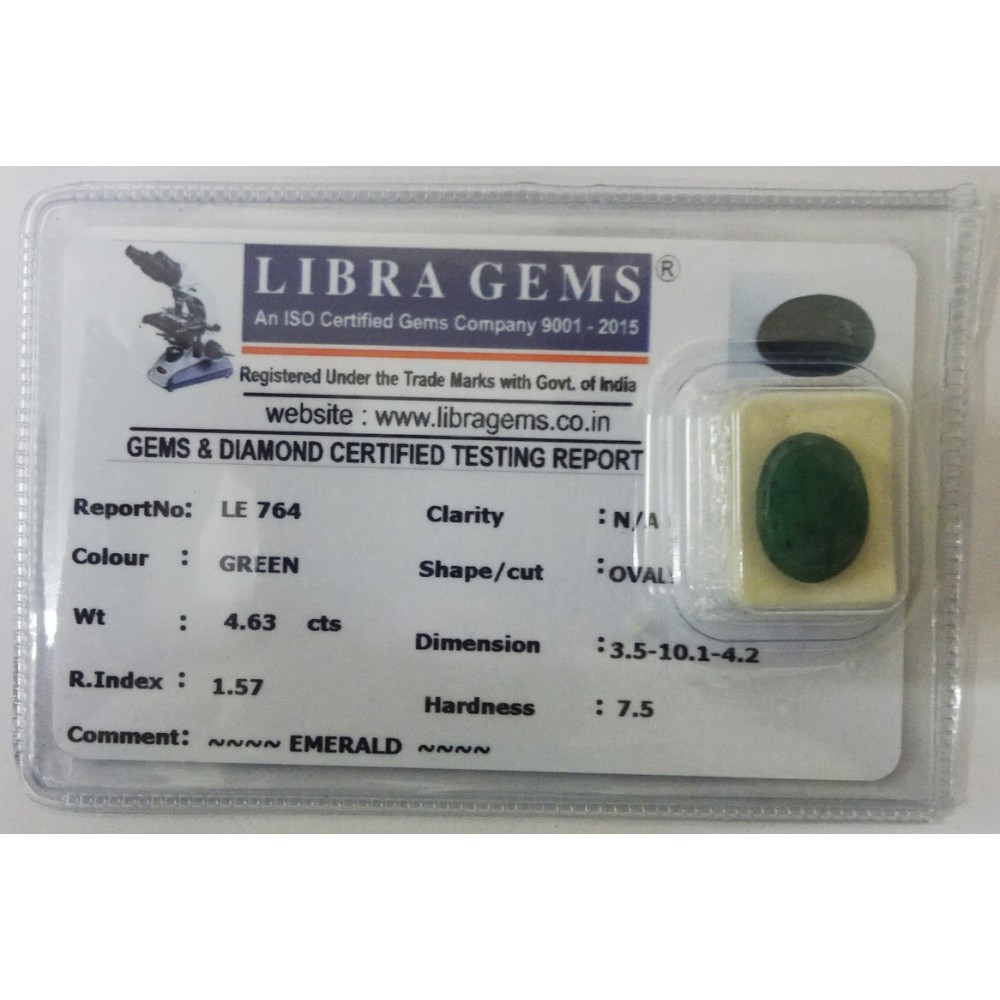 LIBRA GEMS ®
An ISO Certified Gems Company 9001 - 2015
Registered Under the Trade Marks with Govt. of India
website : www.libragems.co.in
GEMS & DIAMOND CERTIFIED TESTING REPORT
ReportNo: LE 764
Colour : GREEN
Wt : 4.63 cts
R.Index : 1.57
Comment: ~~~~ EMERALD ~~~~
Clarity : N/A
Shape/cut : OVAL
Dimension : 3.5-10.1-4.2
Hardness : 7.5